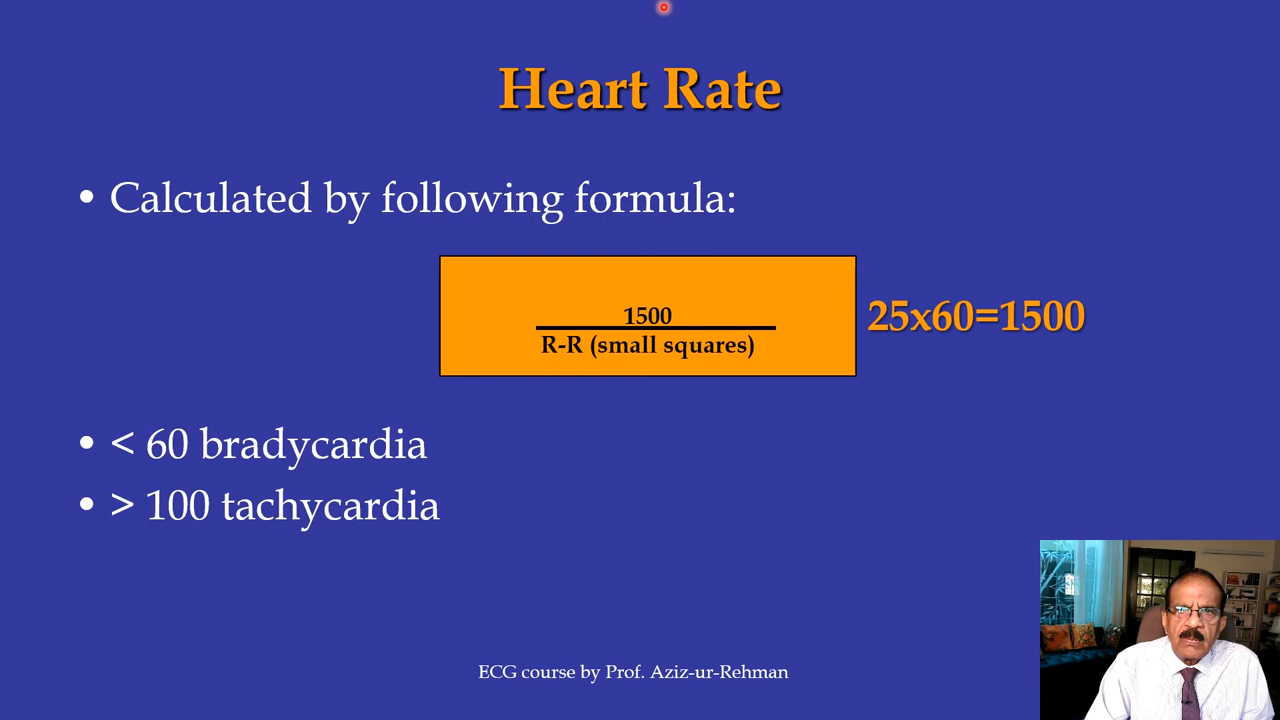 Heart Rate
• Calculated by following formula:
1500
R-R (small squares)
25x60=1500
• < 60 bradycardia
• > 100 tachycardia
ECG course by Prof. Aziz-ur-Rehman